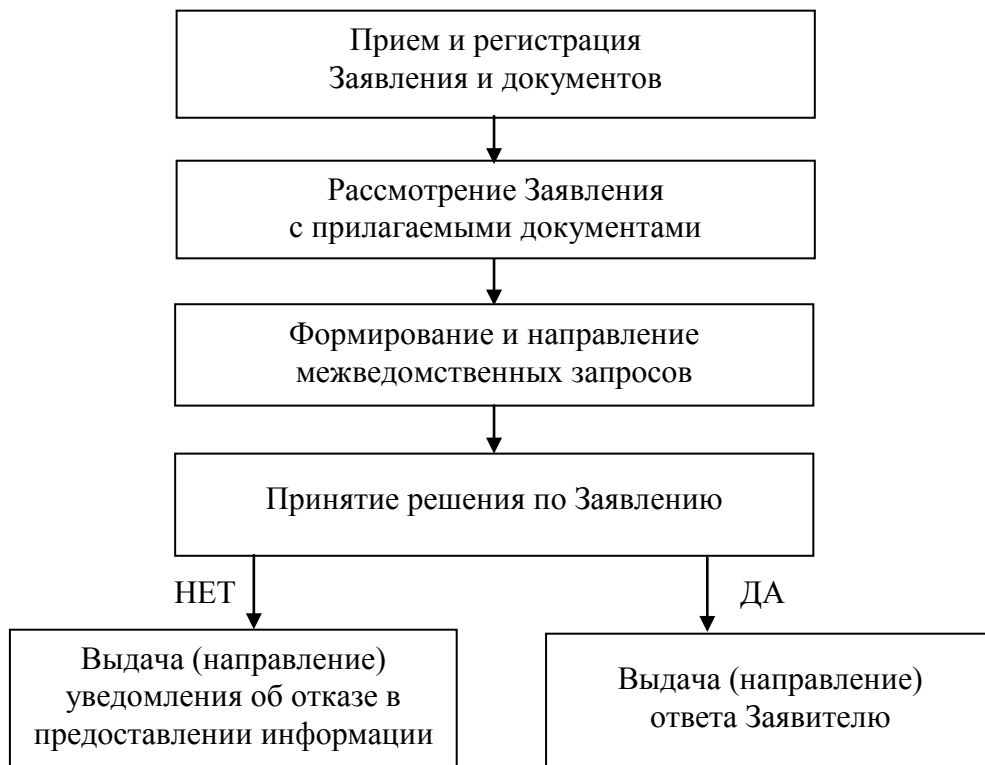 Прием и регистрация
Заявления и документов
Рассмотрение Заявления
с прилагаемыми документами
Формирование и направление
межведомственных запросов
Принятие решения по Заявлению
НЕТ
ДА
Выдача (направление)
уведомления об отказе в
предоставлении информации
Выдача (направление)
ответа Заявителю